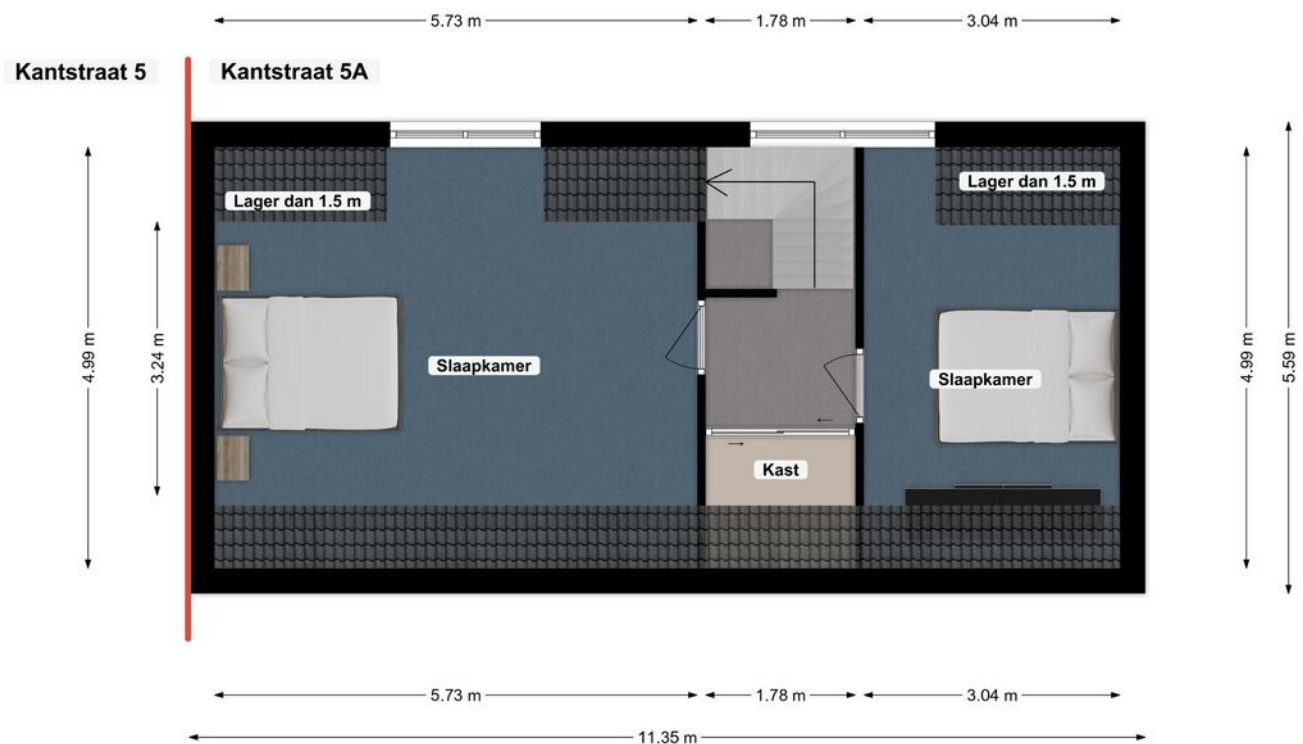 5.73 m
1.78 m
3.04 m
Kantstraat 5
Kantstraat 5A
Lager dan 1.5 m
Lager dan 1.5 m
4.99 m
3.24 m
Slaapkamer
Slaapkamer
4.99 m
5.59 m
Kast
5.73 m
1.78 m
3.04 m
11.35 m